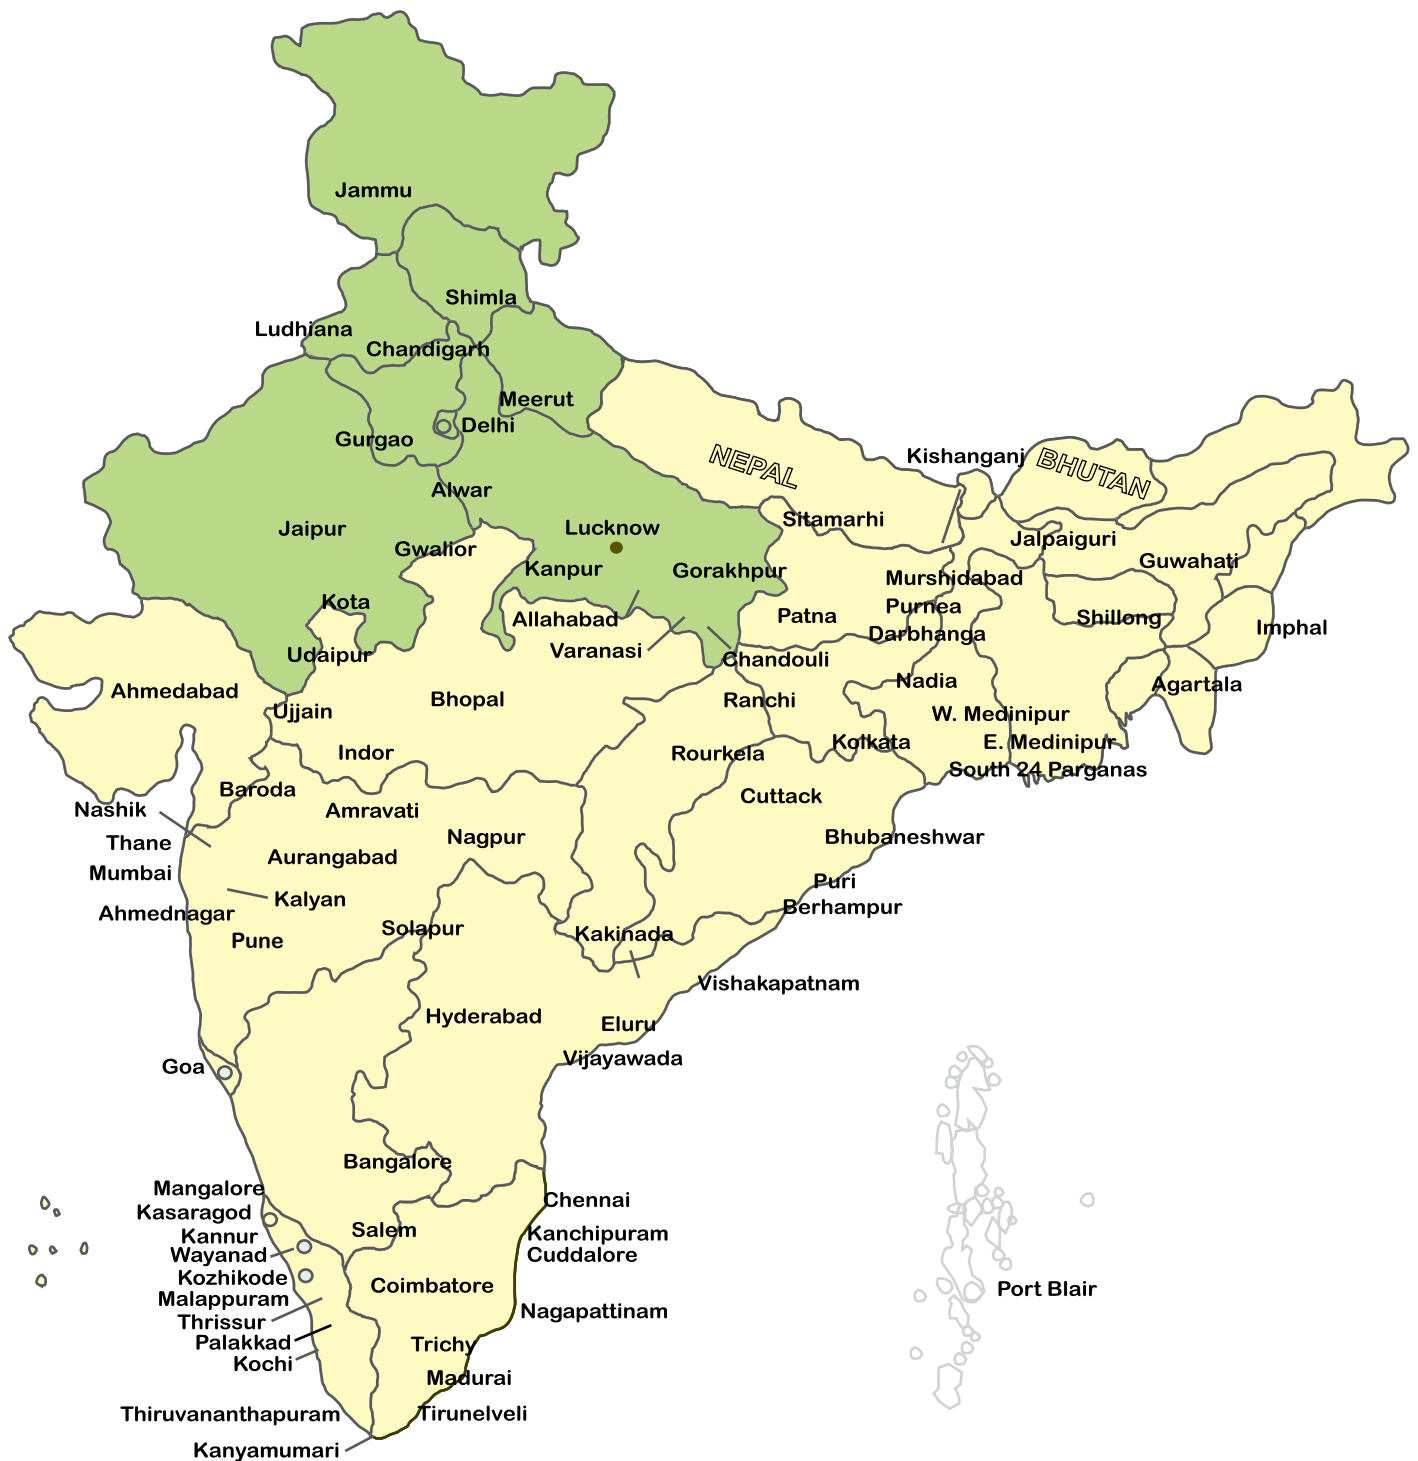 Jammu
Shimla
Ludhiana
Chandigarh
Meerut
Delhi
Gurgao
NEPAL
Kishanganj
BHUTAN
Alwar
Sitamarhi
Jaipur
Lucknow
Jalpaiguri
Gwalior
Guwahati
Kanpur
Gorakhpur
Murshidabad
Kota
Purnea
Allahabad
Patna
Shillong
Imphal
Darbhanga
Varanasi
Udaipur
Chandouli
Ahmedabad
Nadia
Agartala
Bhopal
Ranchi
Ujjain
W. Medinipur
Indor
Rourkela
Kolkata
E. Medinipur
South 24 Parganas
Baroda
Cuttack
Nashik
Amravati
Thane
Nagpur
Bhubaneshwar
Aurangabad
Mumbai
Puri
Kalyan
Ahmednagar
Berhampur
Solapur
Pune
Kakinada
Vishakapatnam
Hyderabad
Eluru
Vijayawada
Goa
Bangalore
Mangalore
Chennai
Kasaragod
Kannur
Salem
Kanchipuram
Wayanad
Cuddalore
Kozhikode
Coimbatore
Port Blair
Malappuram
Nagapattinam
Thrissur
Palakkad
Trichy
Kochi
Madurai
Thiruvananthapuram
Tirunelveli
Kanyamumari